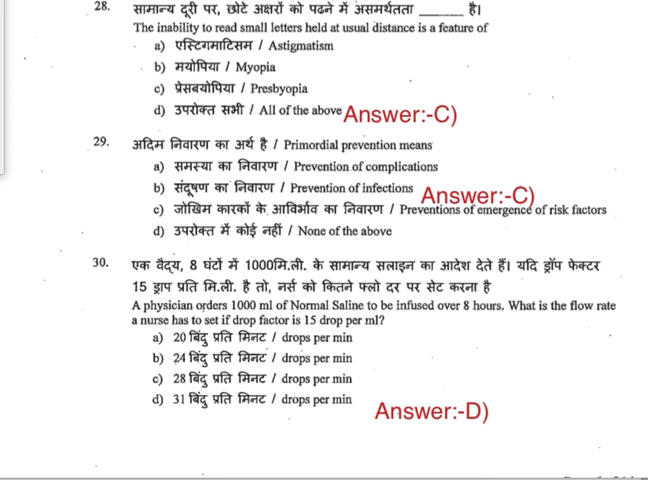 28. सामान्य दूरी पर, छोटे अक्षरों को पढने में असमर्थतता ________ है।
The inability to read small letters held at usual distance is a feature of
a) एस्टिगमाटिसम / Astigmatism
b) मयोपिया / Myopia
c) प्रेसबयोपिया / Presbyopia
d) उपरोक्त सभी / All of the above Answer:-C)
29. अदिम निवारण का अर्थ है / Primordial prevention means
a) समस्या का निवारण / Prevention of complications
b) संदूषण का निवारण / Prevention of infections Answer:-C)
c) जोखिम कारकों के आविर्भाव का निवारण / Preventions of emergence of risk factors
d) उपरोक्त में कोई नहीं / None of the above
30. एक वैद्य, 8 घंटों में 1000मि.ली. के सामान्य सलाइन का आदेश देते हैं। यदि ड्रॉप फेक्टर
15 ड्राप प्रति मि.ली. है तो, नर्स को कितने फ्लो दर पर सेट करना है
A physician orders 1000 ml of Normal Saline to be infused over 8 hours. What is the flow rate
a nurse has to set if drop factor is 15 drop per ml?
a) 20 बिंदु प्रति मिनट / drops per min
b) 24 बिंदु प्रति मिनट / drops per min
c) 28 बिंदु प्रति मिनट / drops per min
d) 31 बिंदु प्रति मिनट / drops per min
Answer:-D)